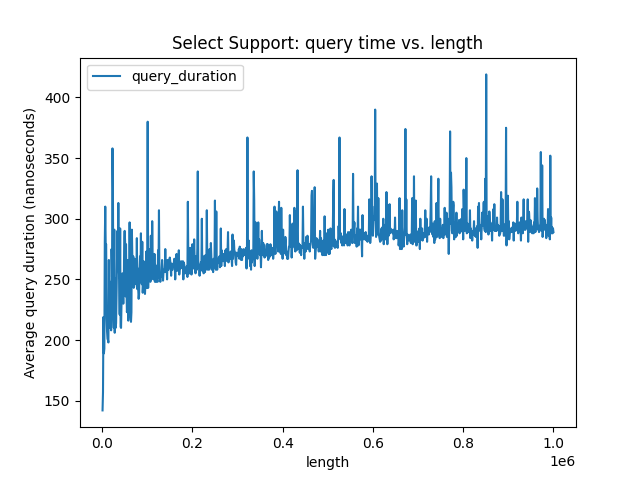 Select Support: query time vs. length
query_duration
Average query duration (nanoseconds)
400
350
300
250
200
150
0.0 0.2 0.4 0.6 0.8 1.0
1e6
length